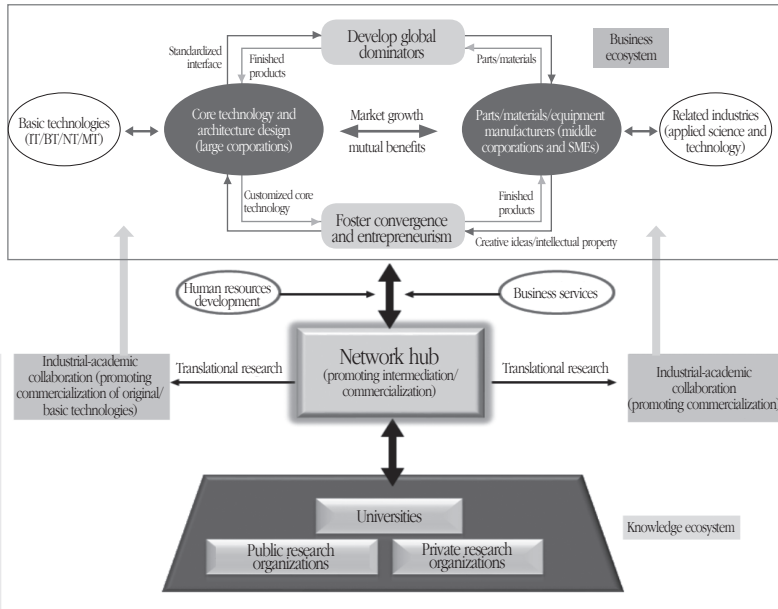 Develop global
dominators
Business
ecosystem
Standardized
interface
Finished
products
Parts/materials
Basic technologies
(IT/BT/NT/MT)
Core technology and
architecture design
(large corporations)
Market growth
mutual benefits
Parts/materials/equipment
manufacturers (middle
corporations and SMEs)
Related industries
(applied science and
technology)
Customized core
technology
Finished
products
Foster convergence
and entrepreneurism
Creative ideas/intellectual property
Human resources
development
Business services
Industrial-academic
collaboration (promoting
commercialization of original/
basic technologies)
Translational research
Network hub
(promoting intermediation/
commercialization)
Translational research
Industrial-academic
collaboration
(promoting commercialization)
Universities
Public research
organizations
Private research
organizations
Knowledge ecosystem